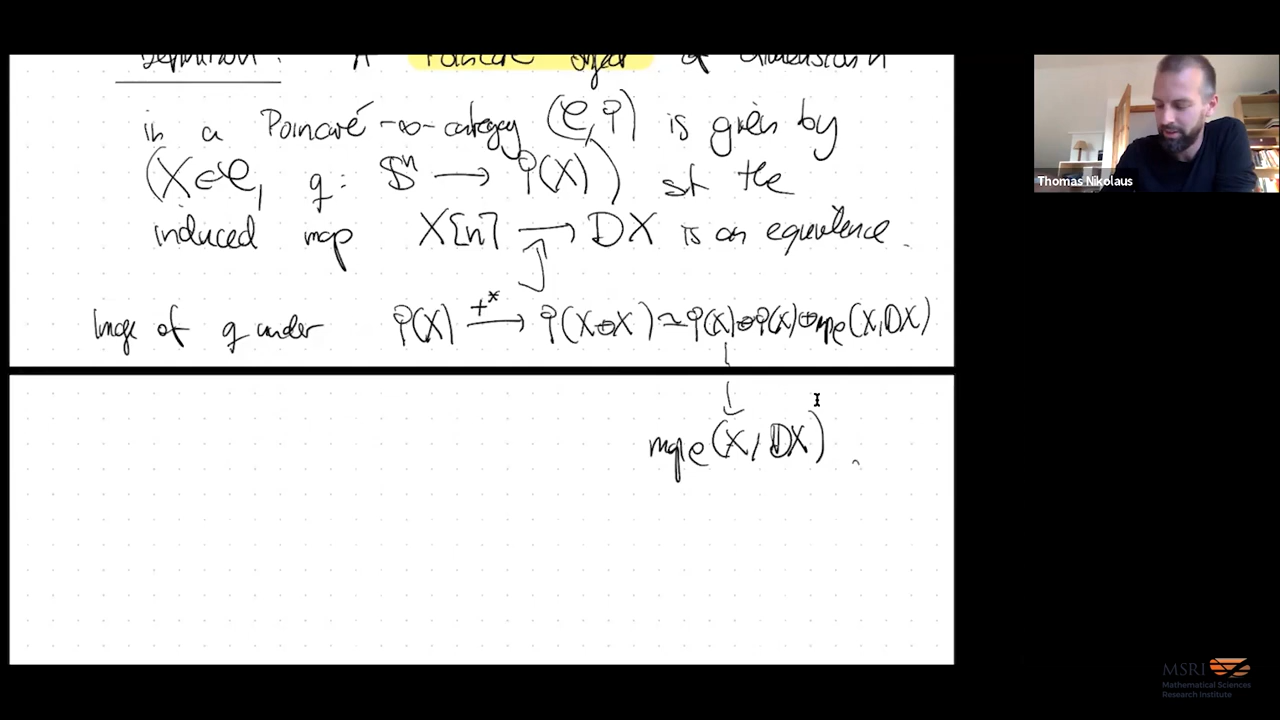 Definition: A Poincaré object of dimension n
in a Poincaré-∞-category (C, Ϙ) is given by
(X ∈ C, q: 𝕊ⁿ → Ϙ(X)) st the
induced map X[n] → DX is an equivalence.
Image of q under Ϙ(X) —+*→ Ϙ(X⊕X) ≃ Ϙ(X)⊕Ϙ(X)⊕map_C(X, DX)
↓
map_C(X, DX).
Thomas Nikolaus
MSRI
Mathematical Sciences
Research Institute